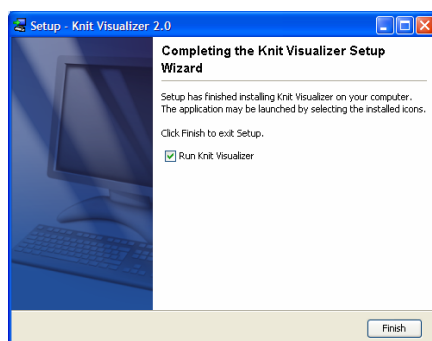 Setup - Knit Visualizer 2.0
Completing the Knit Visualizer Setup
Wizard
Setup has finished installing Knit Visualizer on your computer.
The application may be launched by selecting the installed icons.
Click Finish to exit Setup.
Run Knit Visualizer
Finish